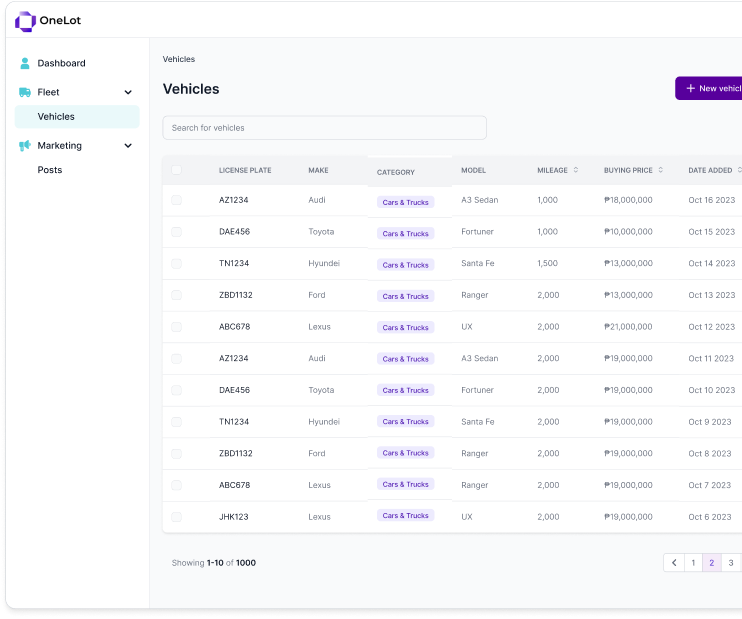 OneLot
Dashboard
Fleet
Vehicles
Marketing
Posts
Vehicles
Vehicles
New vehicl
Search for vehicles
LICENSE PLATE MAKE CATEGORY MODEL MILEAGE BUYING PRICE DATE ADDED
AZ1234 Audi Cars & Trucks A3 Sedan 1,000 ₱18,000,000 Oct 16 2023
DAE456 Toyota Cars & Trucks Fortuner 1,000 ₱10,000,000 Oct 15 2023
TN1234 Hyundei Cars & Trucks Santa Fe 1,500 ₱13,000,000 Oct 14 2023
ZBD1132 Ford Cars & Trucks Ranger 2,000 ₱13,000,000 Oct 13 2023
ABC678 Lexus Cars & Trucks UX 2,000 ₱21,000,000 Oct 12 2023
AZ1234 Audi Cars & Trucks A3 Sedan 2,000 ₱19,000,000 Oct 11 2023
DAE456 Toyota Cars & Trucks Fortuner 2,000 ₱19,000,000 Oct 10 2023
TN1234 Hyundei Cars & Trucks Santa Fe 2,000 ₱19,000,000 Oct 9 2023
ZBD1132 Ford Cars & Trucks Ranger 2,000 ₱19,000,000 Oct 8 2023
ABC678 Lexus Cars & Trucks Ranger 2,000 ₱19,000,000 Oct 7 2023
JHK123 Lexus Cars & Trucks UX 2,000 ₱19,000,000 Oct 6 2023
Showing 1-10 of 1000
1 2 3